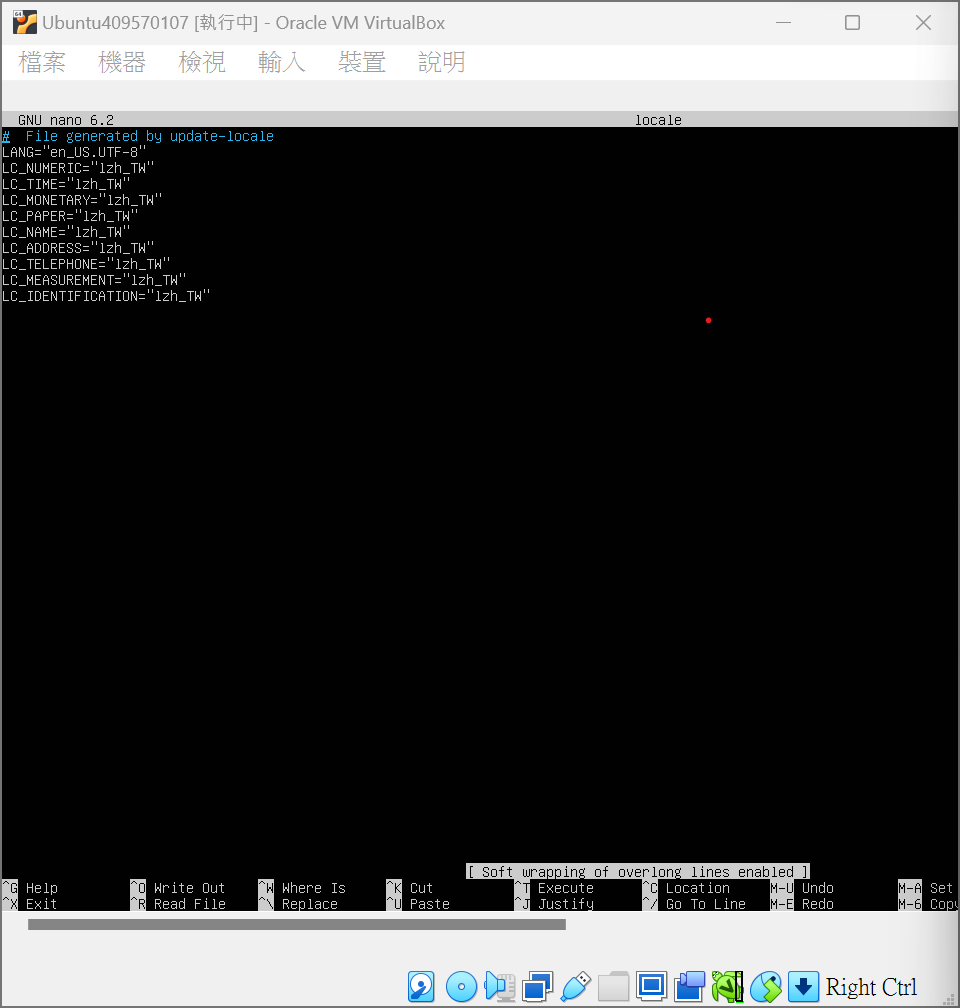 64
Ubuntu409570107 [執行中] - Oracle VM VirtualBox
檔案 機器 檢視 輸入 裝置 說明
GNU nano 6.2 locale
#  File generated by update-locale
LANG="en_US.UTF-8"
LC_NUMERIC="lzh_TW"
LC_TIME="lzh_TW"
LC_MONETARY="lzh_TW"
LC_PAPER="lzh_TW"
LC_NAME="lzh_TW"
LC_ADDRESS="lzh_TW"
LC_TELEPHONE="lzh_TW"
LC_MEASUREMENT="lzh_TW"
LC_IDENTIFICATION="lzh_TW"
[ Soft wrapping of overlong lines enabled ]
^G Help ^O Write Out ^W Where Is ^K Cut ^T Execute ^C Location M-U Undo M-A Set
^X Exit ^R Read File ^\ Replace ^U Paste ^J Justify ^/ Go To Line M-E Redo M-6 Copy
Right Ctrl